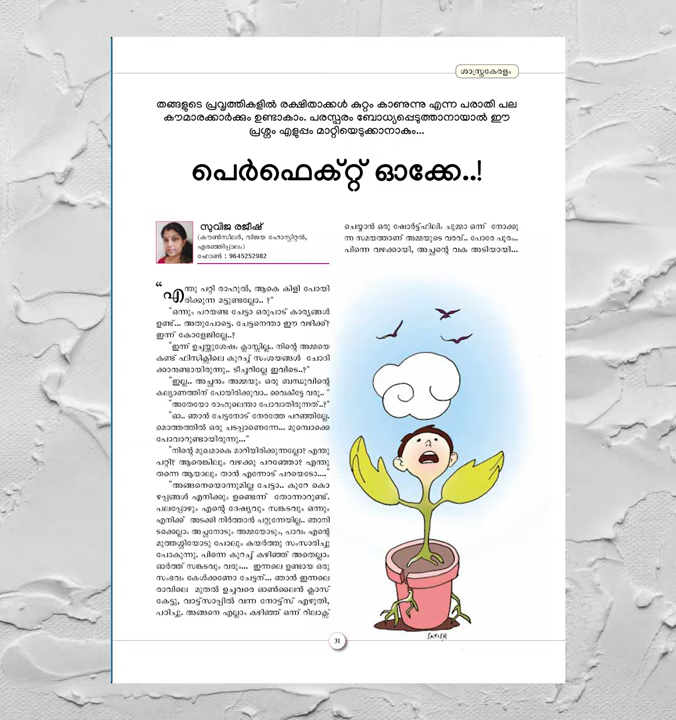 ശാസ്ത്രകേരളം
തങ്ങളുടെ പ്രവൃത്തികളിൽ രക്ഷിതാക്കൾ കുറ്റം കാണുന്നു എന്ന പരാതി പല
കൗമാരക്കാർക്കും ഉണ്ടാകാം. പരസ്പരം ബോധ്യപ്പെടുത്താനായാൽ ഈ
പ്രശ്നം എളുപ്പം മാറ്റിയെടുക്കാനാകും...
പെർഫെക്റ്റ് ഓക്കേ..!
സുവിജ രജീഷ്
(കൗൺസിലർ, വിജയ ഹോസ്പിറ്റൽ,
എരഞ്ഞിപ്പാലം)
ഫോൺ : 9645252982
“എന്തു പറ്റി രാഹുൽ, ആകെ കിളി പോയി
രിക്കുന്ന മട്ടുണ്ടല്ലോ.. ?"
"ഒന്നും പറയണ്ട ചേട്ടാ ഒരുപാട് കാര്യങ്ങൾ
ഉണ്ട്... അതുപോട്ടെ. ചേട്ടനെന്താ ഈ വഴിക്ക്?
ഇന്ന് കോളേജില്ലേ..?
"ഇന്ന് ഉച്ചയ്ക്കുശേഷം ക്ലാസ്സില്ല.. നിന്റെ അമ്മയെ
കണ്ട് ഫിസിക്സിലെ കുറച്ച് സംശയങ്ങൾ ചോദി
ക്കാനുണ്ടായിരുന്നു.. ടീച്ചറില്ലേ ഇവിടെ..?"
"ഇല്ല.. അച്ഛനും അമ്മയും ഒരു ബന്ധുവിന്റെ
കല്യാണത്തിന് പോയിരിക്കുവാ.. വൈകിട്ടേ വരൂ.. "
"അതേയോ രാഹുലെന്താ പോവാതിരുന്നത്..?"
"ഓ.. ഞാൻ ചേട്ടനോട് നേരത്തേ പറഞ്ഞില്ലേ.
മൊത്തത്തിൽ ഒരു ചടപ്പാണെന്നേ... മുമ്പൊക്കെ
പോവാറുണ്ടായിരുന്നു..."
"നിന്റെ മുഖമാകെ മാറിയിരിക്കുന്നല്ലോ? എന്തു
പറ്റി? ആരെങ്കിലും വഴക്കു പറഞ്ഞോ? എന്തു
തന്നെ ആയാലും താൻ എന്നോട് പറയെടോ...."
"അങ്ങനെയൊന്നുമില്ല ചേട്ടാ.. കുറേ കൊ
ഴപ്പങ്ങൾ എനിക്കും ഉണ്ടെന്ന് തോന്നാറുണ്ട്.
പലപ്പോഴും എന്റെ ദേഷ്യവും സങ്കടവും ഒന്നും
എനിക്ക് അടക്കി നിർത്താൻ പറ്റുന്നേയില്ല.. ഞാനി
ടക്കെല്ലാം അച്ഛനോടും അമ്മയോടും, പാവം എന്റെ
മുത്തശ്ശിയോടു പോലും കയർത്തു സംസാരിച്ചു
പോകുന്നു. പിന്നെ കുറച്ച് കഴിഞ്ഞ് അതെല്ലാം
ഓർത്ത് സങ്കടവും വരും... ഇന്നലെ ഉണ്ടായ ഒരു
സംഭവം കേൾക്കണോ ചേട്ടന്... ഞാൻ ഇന്നലെ
രാവിലെ മുതൽ ഉച്ചവരെ ഓൺലൈൻ ക്ലാസ്
കേട്ടു, വാട്ട്സാപ്പിൽ വന്ന നോട്ട്സ് എഴുതി,
പഠിച്ചു. അങ്ങനെ എല്ലാം കഴിഞ്ഞ് ഒന്ന് റിലാക്സ്
ചെയ്യാൻ ഒരു ഷോർട്ട്ഫിലിം ചുമ്മാ ഒന്ന് നോക്കു
ന്ന സമയത്താണ് അമ്മയുടെ വരവ്.. പോരേ പൂരം..
പിന്നെ വഴക്കായി, അച്ഛന്റെ വക അടിയായി...
31